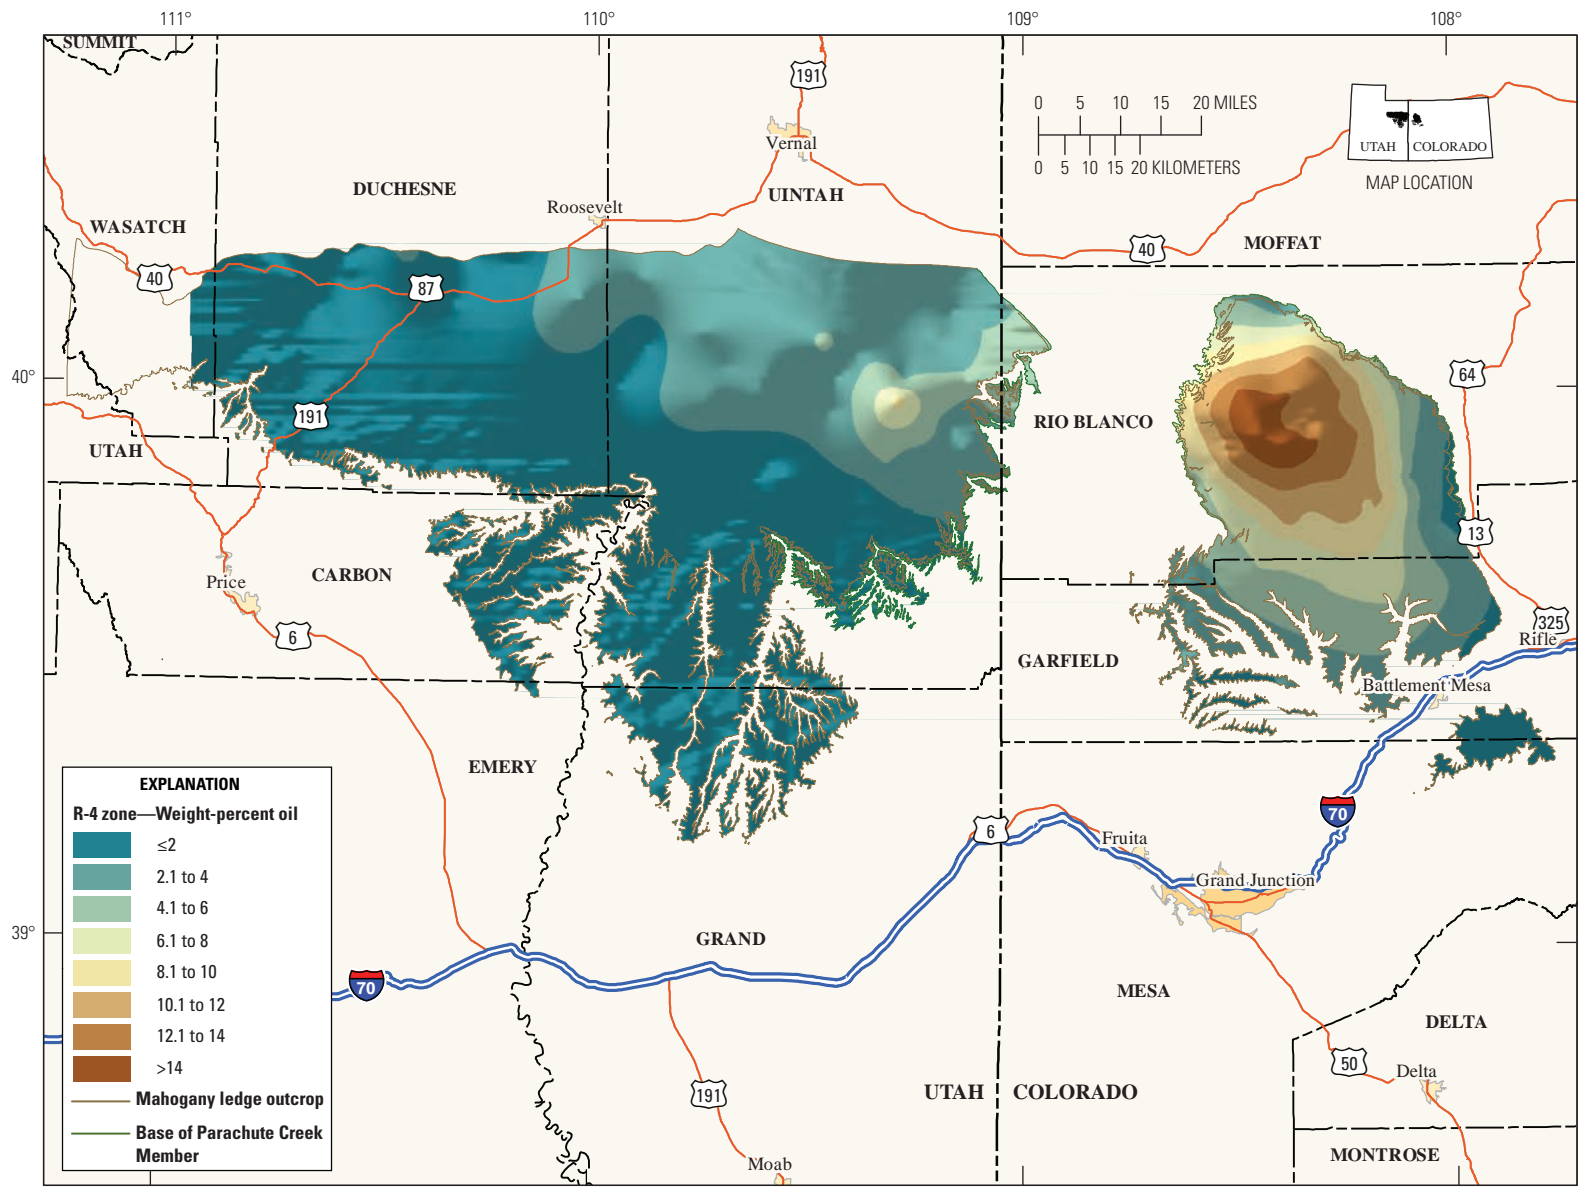 111°
110°
109°
108°
SUMMIT
191
0 5 10 15 20 MILES
0 5 10 15 20 KILOMETERS
UTAH
COLORADO
MAP LOCATION
Vernal
DUCHESNE
UINTAH
Roosevelt
WASATCH
40
40
MOFFAT
87
40°
64
191
RIO BLANCO
UTAH
13
Price
CARBON
6
325
Rifle
GARFIELD
Battlement Mesa
EMERY
EXPLANATION
R-4 zone—Weight-percent oil
≤2
2.1 to 4
4.1 to 6
6.1 to 8
8.1 to 10
10.1 to 12
12.1 to 14
>14
Mahogany ledge outcrop
Base of Parachute Creek
Member
70
6
Fruita
Grand Junction
39°
GRAND
70
MESA
DELTA
50
Delta
191
UTAH
COLORADO
MONTROSE
Moab